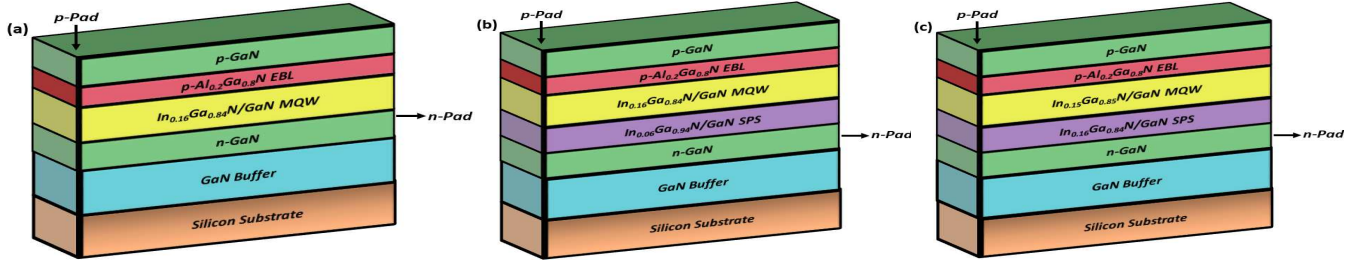 (a)
p-Pad
p-GaN
p-Al0.2Ga0.8N EBL
In0.16Ga0.84N/GaN MQW
n-GaN
GaN Buffer
Silicon Substrate
n-Pad
(b)
p-Pad
p-GaN
p-Al0.2Ga0.8N EBL
In0.16Ga0.84N/GaN MQW
In0.06Ga0.94N/GaN SPS
n-GaN
GaN Buffer
Silicon Substrate
n-Pad
(c)
p-Pad
p-GaN
p-Al0.2Ga0.8N EBL
In0.15Ga0.85N/GaN MQW
In0.16Ga0.84N/GaN SPS
n-GaN
GaN Buffer
Silicon Substrate
n-Pad